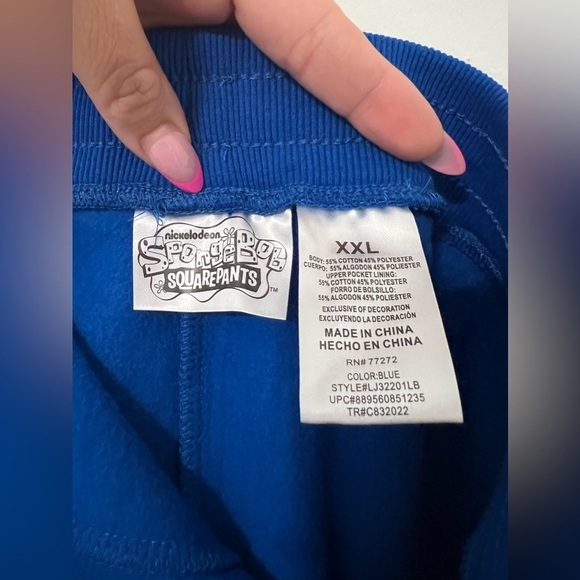 nickelodeon
SPONGEBOB
SQUAREPANTS
TM
XXL
BODY: 55% COTTON 45% POLYESTER
CUERPO: 55% ALGODON 45% POLIESTER
UPPER POCKET LINING:
55% COTTON 45% POLYESTER
FORRO DE BOLSILLO:
55% ALGODON 45% POLIESTER
EXCLUSIVE OF DECORATION
EXCLUYENDO LA DECORACIÓN
MADE IN CHINA
HECHO EN CHINA
RN# 77272
COLOR:BLUE
STYLE#LJ32201LB
UPC#889560851235
TR#C832022